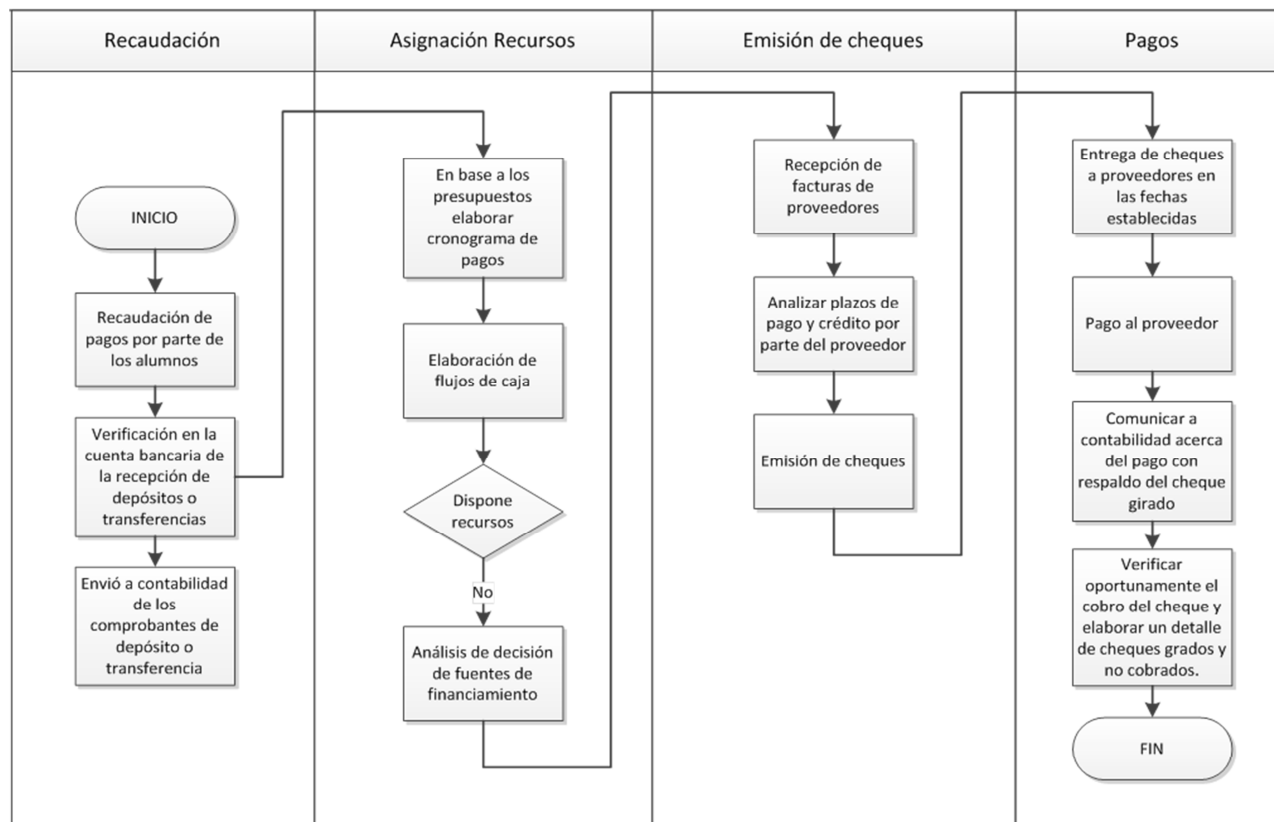 Recaudación
Asignación Recursos
Emisión de cheques
Pagos
INICIO
Recaudación de
pagos por parte de
los alumnos
Verificación en la
cuenta bancaria de
la recepción de
depósitos o
transferencias
Envió a contabilidad
de los
comprobantes de
depósito o
transferencia
En base a los
presupuestos
elaborar
cronograma de
pagos
Elaboración de
flujos de caja
Dispone
recursos
No
Análisis de decisión
de fuentes de
financiamiento
Recepción de
facturas de
proveedores
Analizar plazos de
pago y crédito por
parte del proveedor
Emisión de cheques
Entrega de cheques
a proveedores en
las fechas
establecidas
Pago al proveedor
Comunicar a
contabilidad acerca
del pago con
respaldo del cheque
girado
Verificar
oportunamente el
cobro del cheque y
elaborar un detalle
de cheques grados y
no cobrados.
FIN